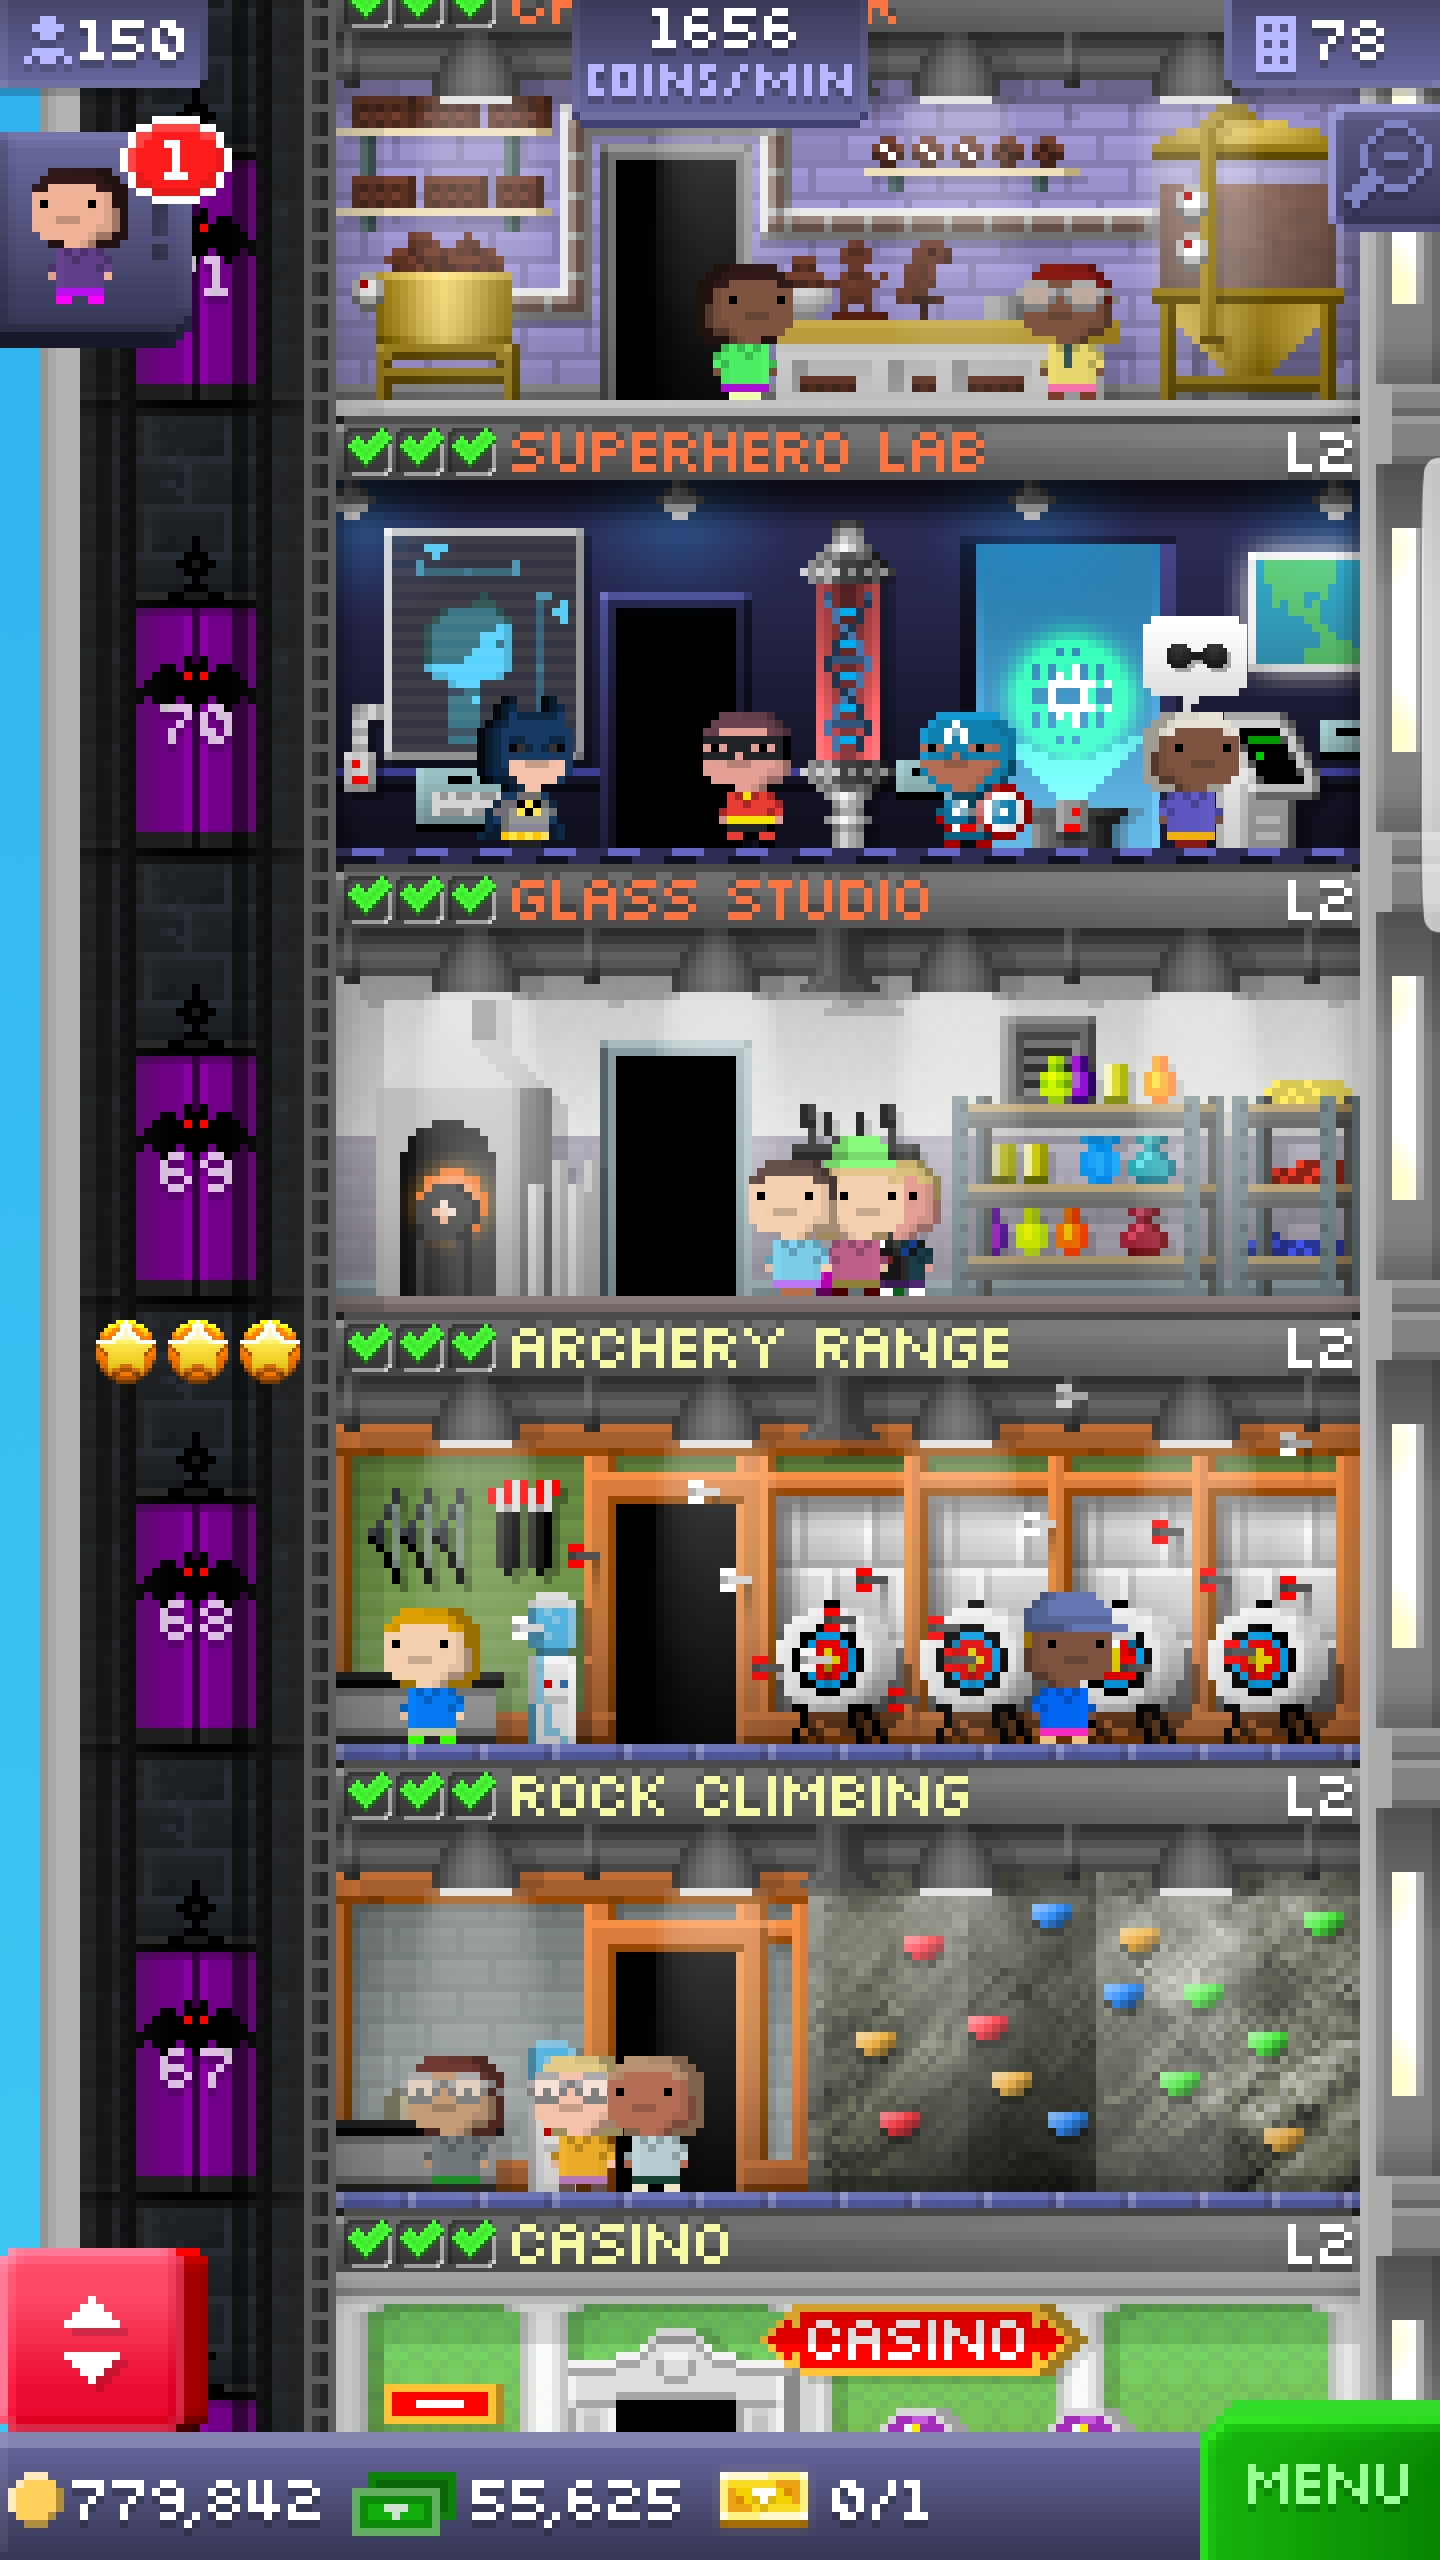 150
1656
COINS/MIN
78
1
1
SUPERHERO LAB L2
70
GLASS STUDIO L2
69
ARCHERY RANGE L2
68
ROCK CLIMBING L2
67
CASINO L2
CASINO
779,842
55,625
0/1
MENU